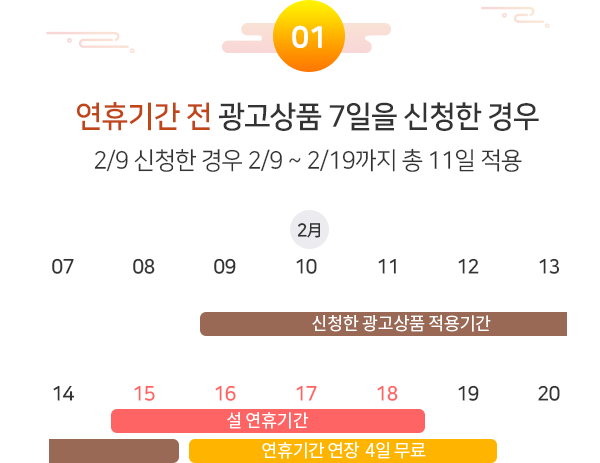 01
연휴기간 전 광고상품 7일을 신청한 경우
2/9 신청한 경우 2/9 ~ 2/19까지 총 11일 적용
2月
07 08 09 10 11 12 13
신청한 광고상품 적용기간
14 15 16 17 18 19 20
설 연휴기간
연휴기간 연장 4일 무료